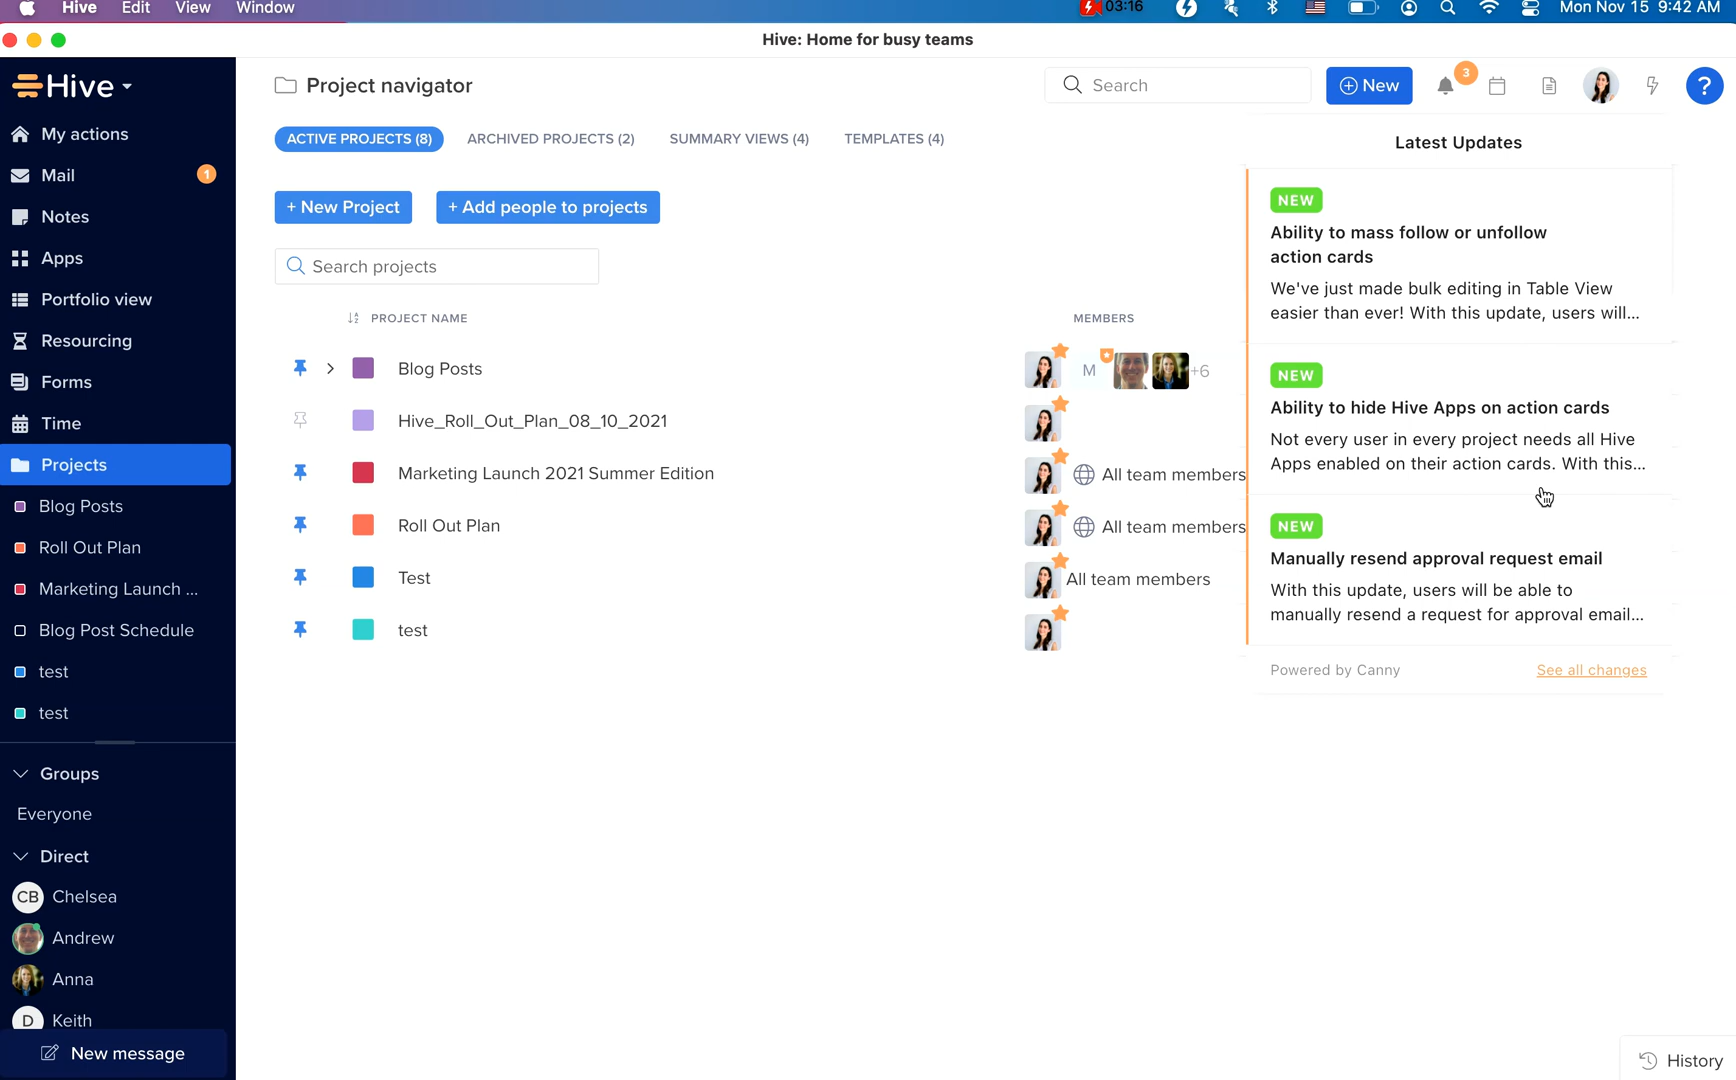 Hive Edit View Window 03:16 Mon Nov 15 9:42 AM
Hive: Home for busy teams
Hive
My actions
Mail 1
Notes
Apps
Portfolio view
Resourcing
Forms
Time
Projects
Blog Posts
Roll Out Plan
Marketing Launch ...
Blog Post Schedule
test
test
Groups
Everyone
Direct
CB Chelsea
Andrew
Anna
D Keith
New message
Project navigator
Search
+ New
3
?
ACTIVE PROJECTS (8) ARCHIVED PROJECTS (2) SUMMARY VIEWS (4) TEMPLATES (4)
+ New Project + Add people to projects
Search projects
PROJECT NAME MEMBERS
Blog Posts M +6
Hive_Roll_Out_Plan_08_10_2021
Marketing Launch 2021 Summer Edition All team members
Roll Out Plan All team members
Test All team members
test
Latest Updates
NEW
Ability to mass follow or unfollow
action cards
We've just made bulk editing in Table View
easier than ever! With this update, users will...
NEW
Ability to hide Hive Apps on action cards
Not every user in every project needs all Hive
Apps enabled on their action cards. With this...
NEW
Manually resend approval request email
With this update, users will be able to
manually resend a request for approval email...
Powered by Canny See all changes
History